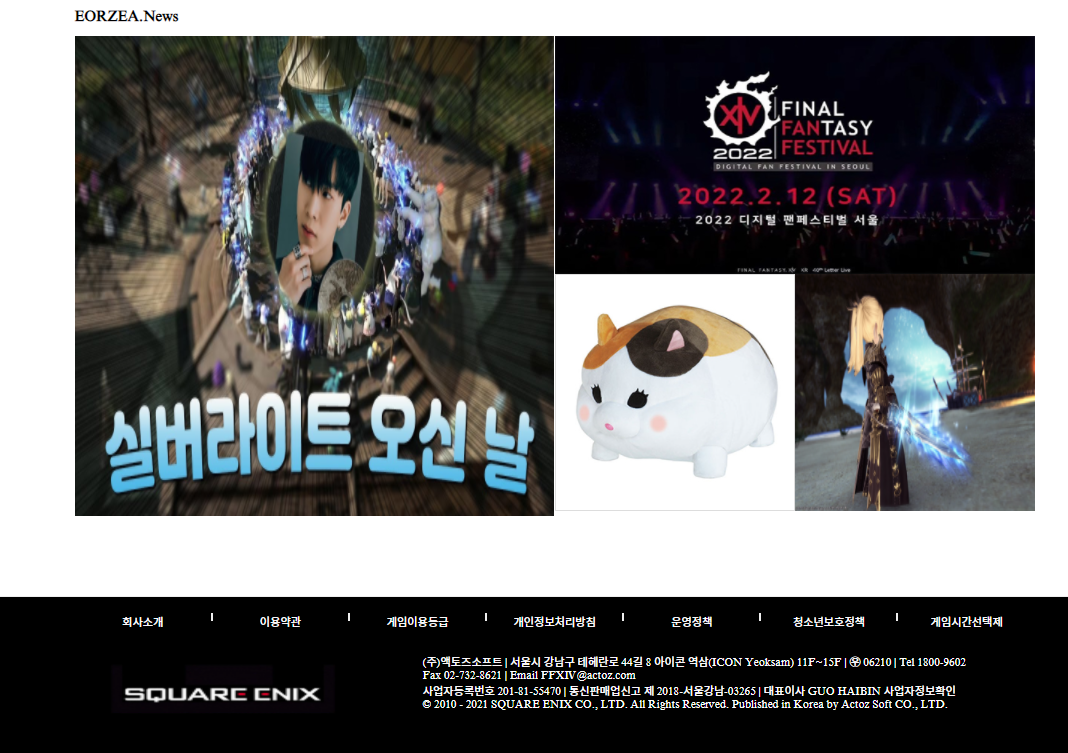 EORZEA.News
실버라이트 오신 날
XIV
FINAL
FANTASY
FESTIVAL
2022
DIGITAL FAN FESTIVAL IN SEOUL
2022.2.12 (SAT)
2022 디지털 팬페스티벌 서울
FINAL FANTASY XIV KR Letter Live
회사소개
이용약관
게임이용등급
개인정보처리방침
운영정책
청소년보호정책
게임시간선택제
SQUARE ENIX
(주)액토즈소프트 | 서울시 강남구 테헤란로 44길 8 아이콘 역삼(ICON Yeoksam) 11F~15F | ㉾ 06210 | Tel 1800-9602
Fax 02-732-8621 | Email FFXIV@actoz.com
사업자등록번호 201-81-55470 | 통신판매업신고 제 2018-서울강남-03265 | 대표이사 GUO HAIBIN 사업자정보확인
© 2010 - 2021 SQUARE ENIX CO., LTD. All Rights Reserved. Published in Korea by Actoz Soft CO., LTD.